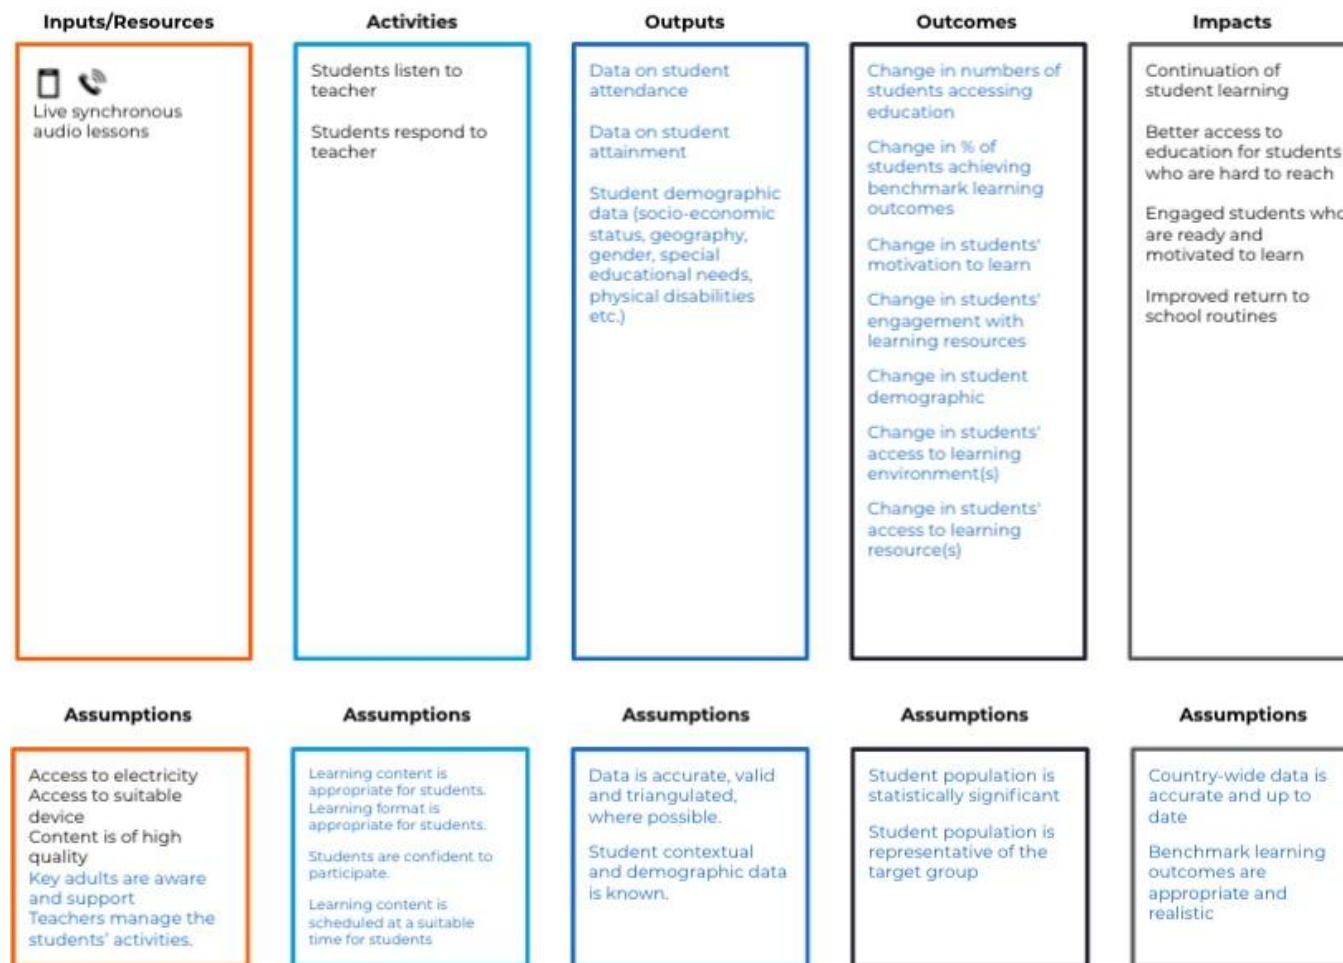 Inputs/Resources
Live synchronous
audio lessons
Activities
Students listen to
teacher
Students respond to
teacher
Outputs
Data on student
attendance
Data on student
attainment
Student demographic
data (socio-economic
status, geography,
gender, special
educational needs,
physical disabilities
etc.)
Outcomes
Change in numbers of
students accessing
education
Change in % of
students achieving
benchmark learning
outcomes
Change in students'
motivation to learn
Change in students'
engagement with
learning resources
Change in student
demographic
Change in students'
access to learning
environment(s)
Change in students'
access to learning
resource(s)
Impacts
Continuation of
student learning
Better access to
education for students
who are hard to reach
Engaged students who
are ready and
motivated to learn
Improved return to
school routines
Assumptions
Access to electricity
Access to suitable
device
Content is of high
quality
Key adults are aware
and support
Teachers manage the
students' activities.
Assumptions
Learning content is
appropriate for students.
Learning format is
appropriate for students.
Students are confident to
participate.
Learning content is
scheduled at a suitable
time for students
Assumptions
Data is accurate, valid
and triangulated,
where possible.
Student contextual
and demographic data
is known.
Assumptions
Student population is
statistically significant
Student population is
representative of the
target group
Assumptions
Country-wide data is
accurate and up to
date
Benchmark learning
outcomes are
appropriate and
realistic